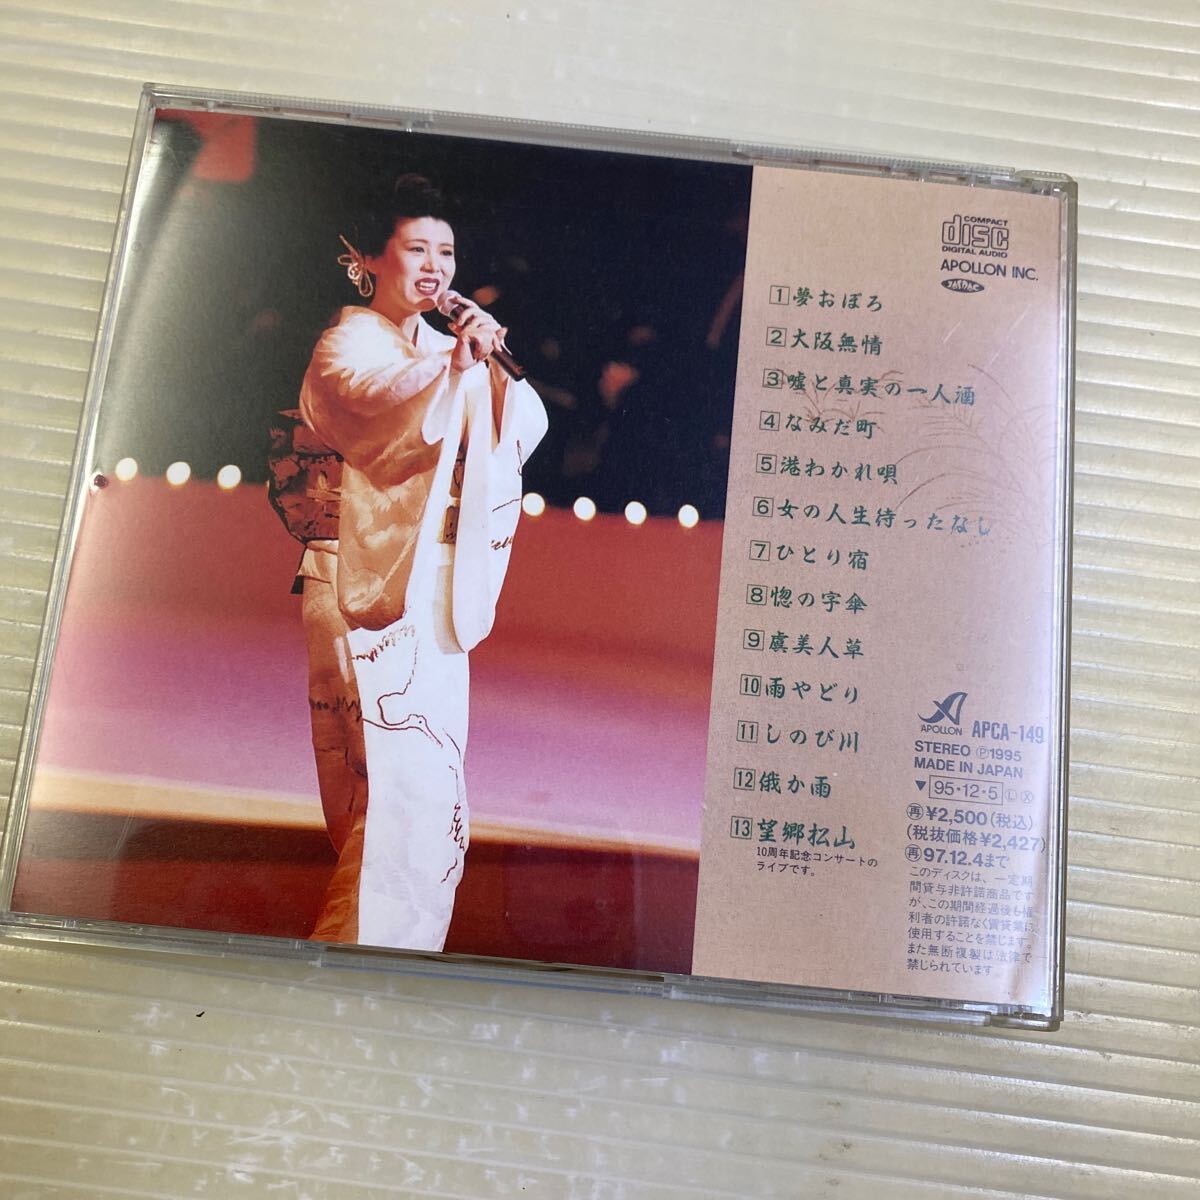 COMPACT
disc
DIGITAL AUDIO
APOLLON INC.
1 夢おぼろ
2 大阪無情
3 嘘と真実の一人酒
4 なみだ町
5 港わかれ唄
6 女の人生待ったなし
7 ひとり宿
8 惚の字傘
9 虞美人草
10 雨やどり
11 しのび川
12 俄か雨
13 望郷松山
10周年記念コンサートの
ライブです。
APOLLON APCA-149
STEREO Ⓟ1995
MADE IN JAPAN
▼ 95・12・5 Ⓛ Ⓧ
再 ¥2,500(税込)
(税抜価格¥2,427)
再 97.12.4まで
このディスクは、一定期
間貸与非許諾商品です
が、この期間経過後も権
利者の許諾なく賃貸業に
使用することを禁じます。
また無断複製は法律で
禁じられています